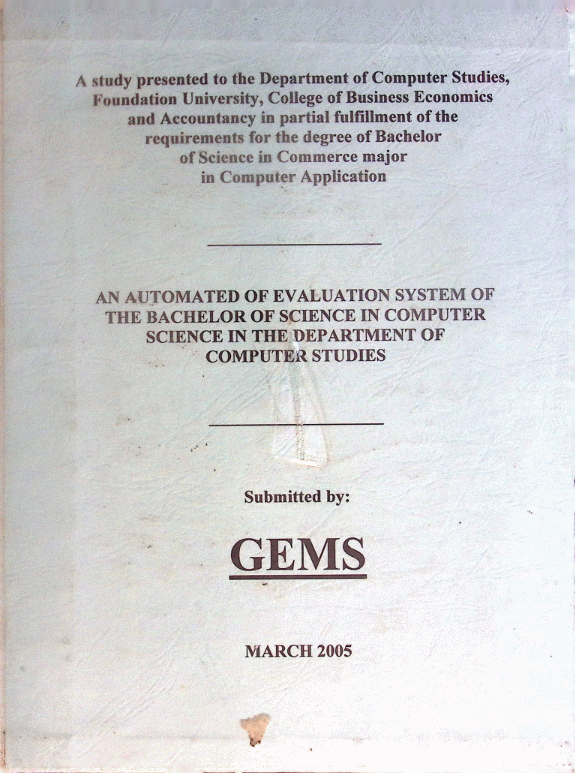 A study presented to the Department of Computer Studies,
Foundation University, College of Business Economics
and Accountancy in partial fulfillment of the
requirements for the degree of Bachelor
of Science in Commerce major
in Computer Application
AN AUTOMATED OF EVALUATION SYSTEM OF
THE BACHELOR OF SCIENCE IN COMPUTER
SCIENCE IN THE DEPARTMENT OF
COMPUTER STUDIES
Submitted by:
GEMS
MARCH 2005